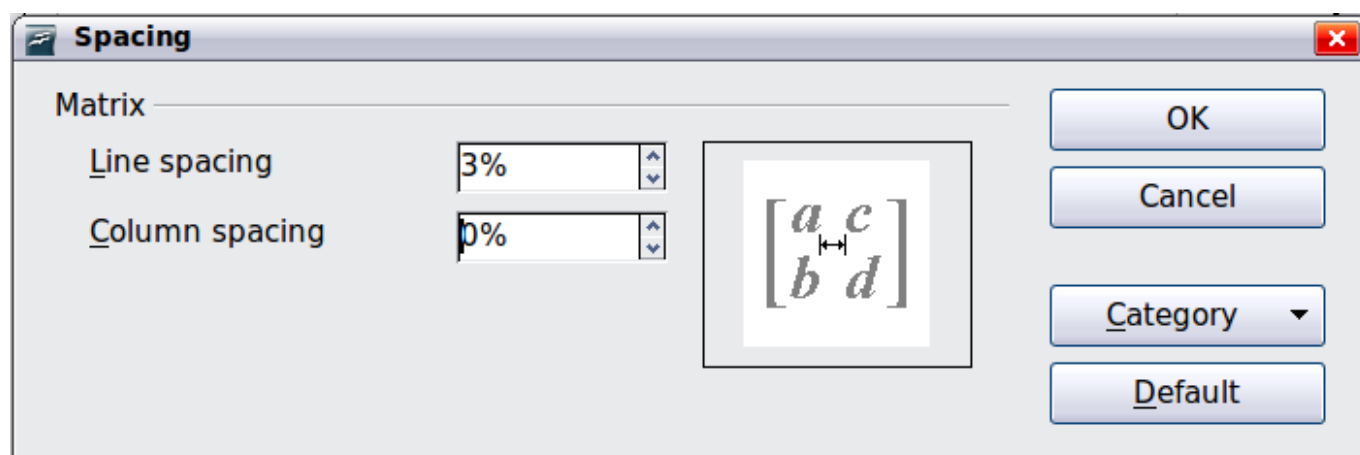 Spacing
Matrix
Line spacing 3%
Column spacing 0%
a c
b d
OK
Cancel
Category
Default